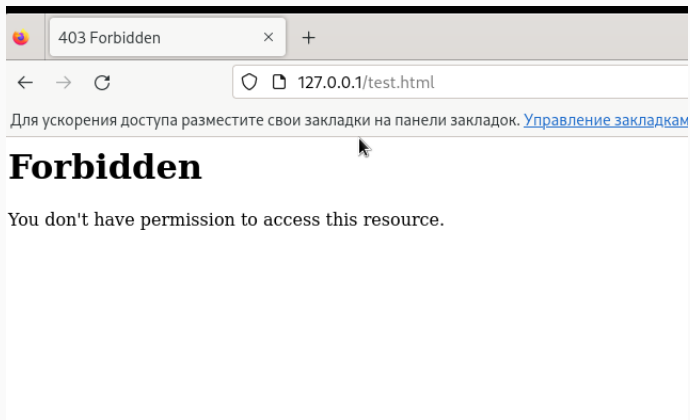 403 Forbidden
127.0.0.1/test.html
Для ускорения доступа разместите свои закладки на панели закладок. Управление закладкам
Forbidden
You don't have permission to access this resource.